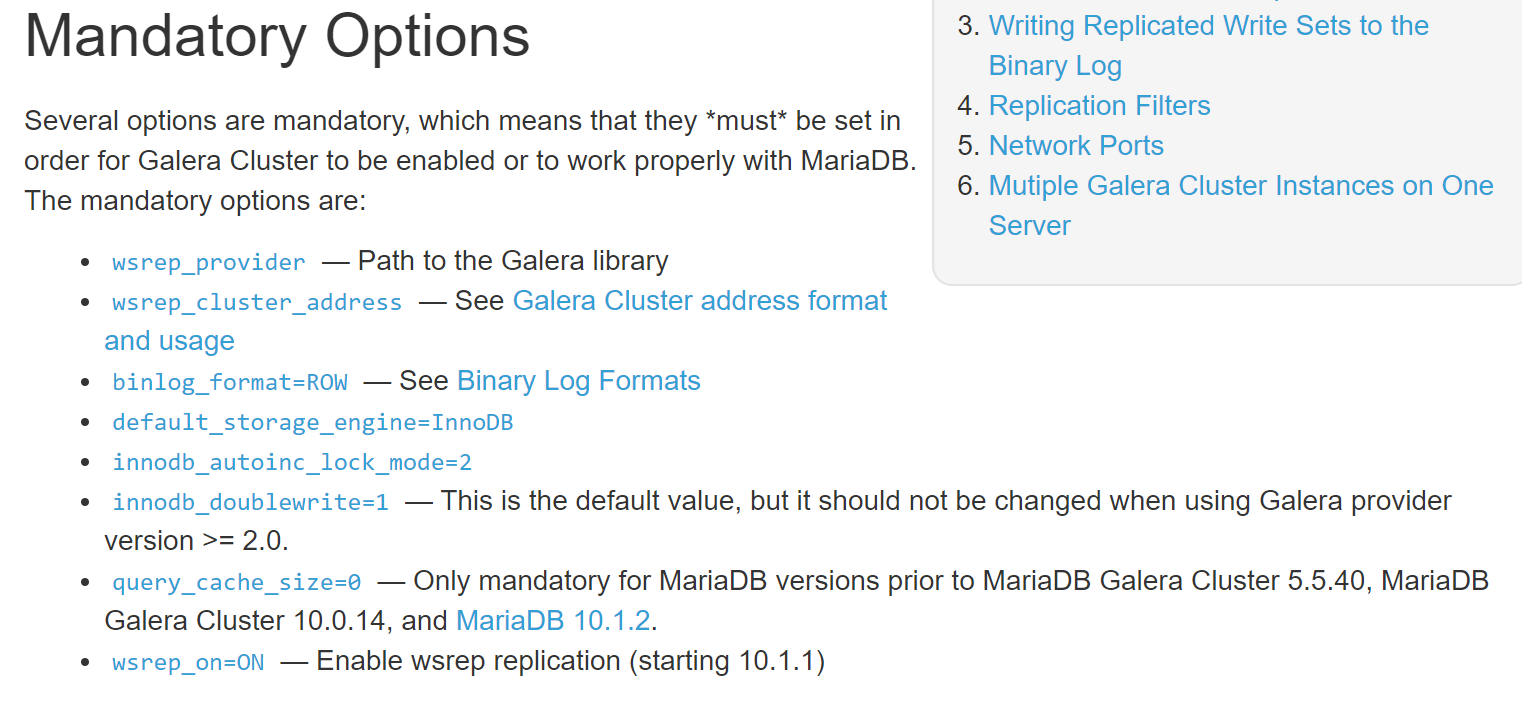 Mandatory Options
Several options are mandatory, which means that they *must* be set in
order for Galera Cluster to be enabled or to work properly with MariaDB.
The mandatory options are:
wsrep_provider — Path to the Galera library
wsrep_cluster_address — See Galera Cluster address format
and usage
binlog_format=ROW — See Binary Log Formats
default_storage_engine=InnoDB
innodb_autoinc_lock_mode=2
innodb_doublewrite=1 — This is the default value, but it should not be changed when using Galera provider
version >= 2.0.
query_cache_size=0 — Only mandatory for MariaDB versions prior to MariaDB Galera Cluster 5.5.40, MariaDB
Galera Cluster 10.0.14, and MariaDB 10.1.2.
wsrep_on=ON — Enable wsrep replication (starting 10.1.1)
3. Writing Replicated Write Sets to the
Binary Log
4. Replication Filters
5. Network Ports
6. Mutiple Galera Cluster Instances on One
Server